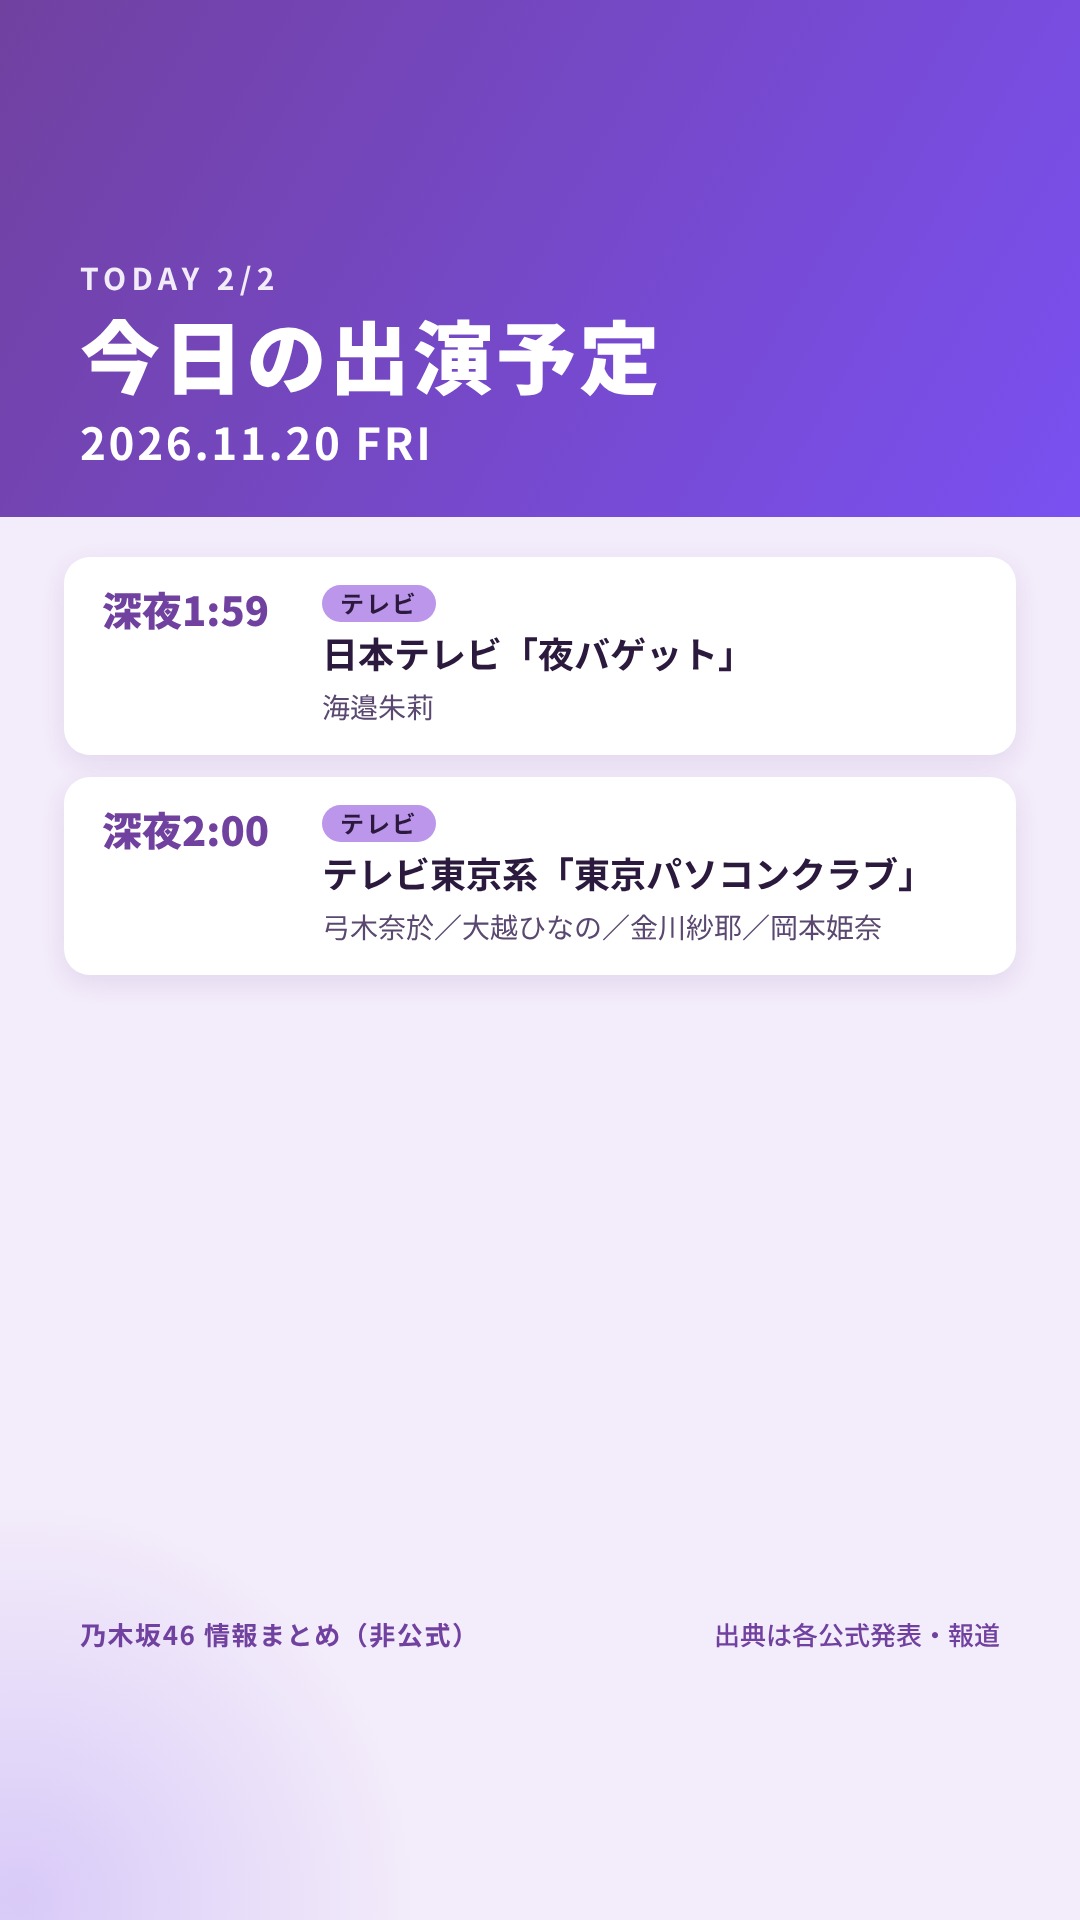 TODAY 2/2
今日の出演予定
2026.11.20 FRI
深夜1:59
テレビ
日本テレビ「夜バゲット」
海邉朱莉
深夜2:00
テレビ
テレビ東京系「東京パソコンクラブ」
弓木奈於／大越ひなの／金川紗耶／岡本姫奈
乃木坂46 情報まとめ（非公式）
出典は各公式発表・報道